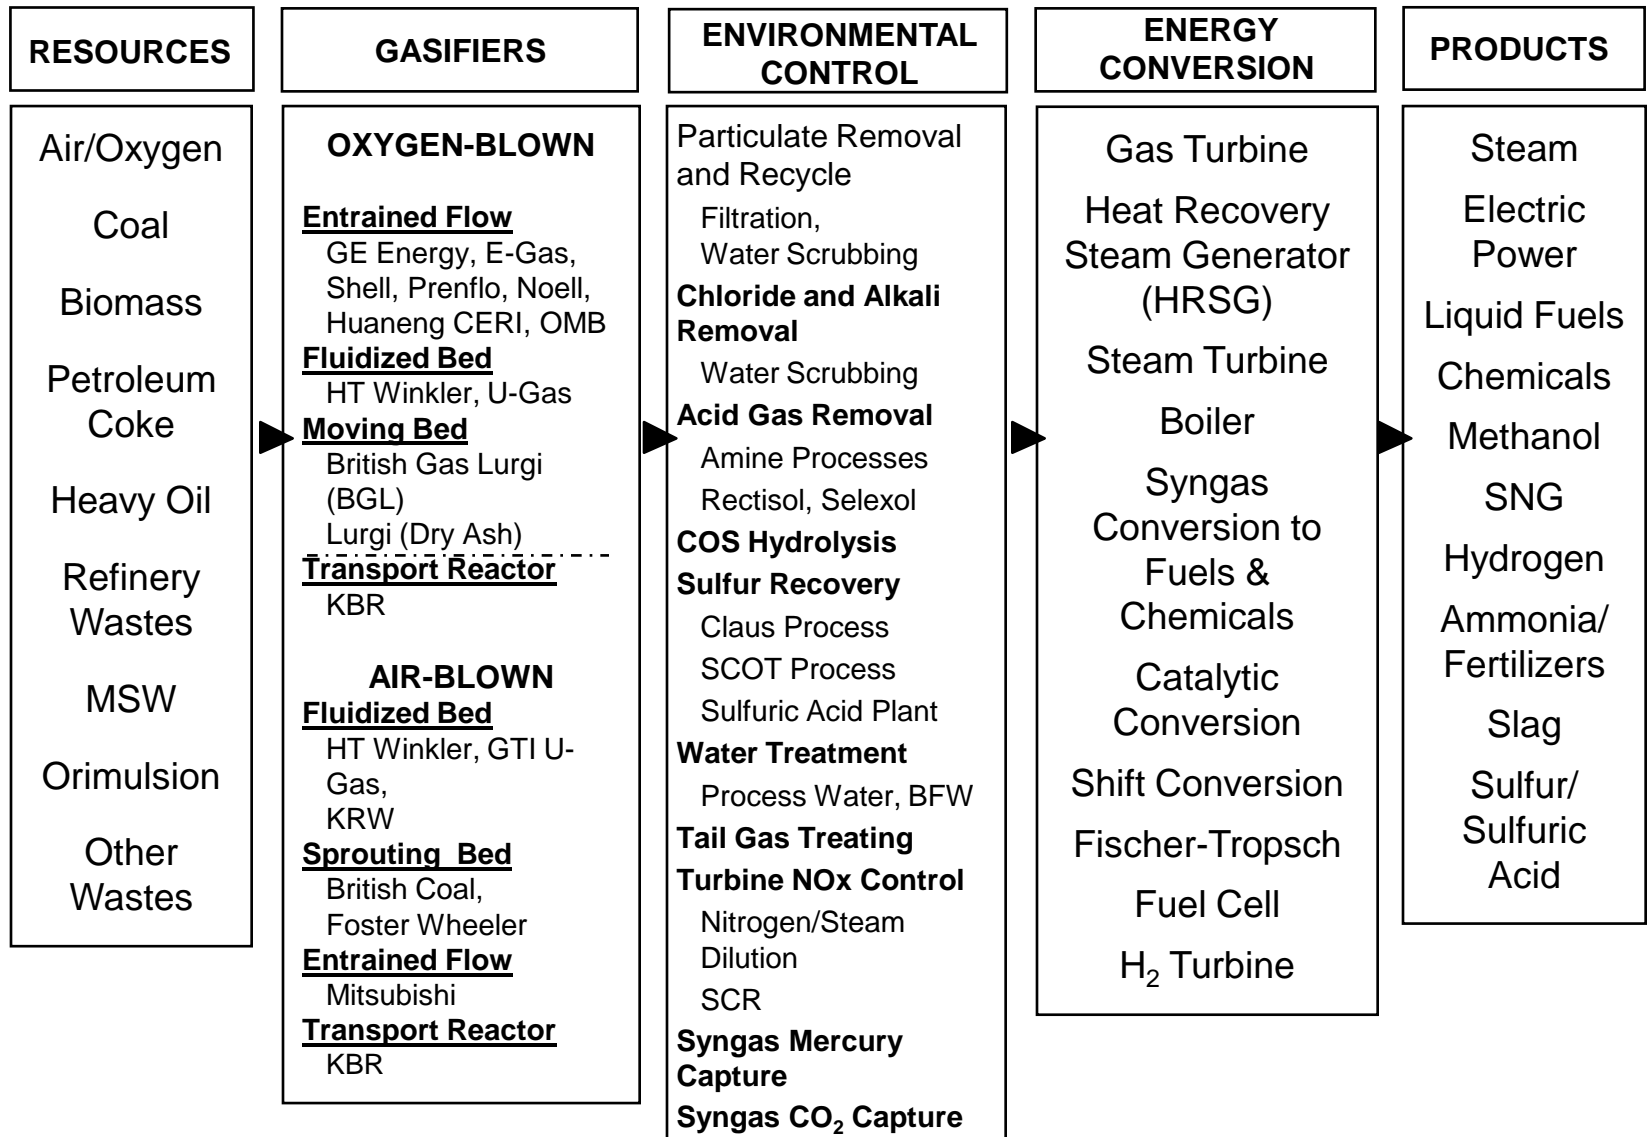 RESOURCES
Air/Oxygen
Coal
Biomass
Petroleum
Coke
Heavy Oil
Refinery
Wastes
MSW
Orimulsion
Other
Wastes
GASIFIERS
OXYGEN-BLOWN
Entrained Flow
GE Energy, E-Gas,
Shell, Prenflo, Noell,
Huaneng CERI, OMB
Fluidized Bed
HT Winkler, U-Gas
Moving Bed
British Gas Lurgi
(BGL)
Lurgi (Dry Ash)
Transport Reactor
KBR
AIR-BLOWN
Fluidized Bed
HT Winkler, GTI U-
Gas,
KRW
Sprouting Bed
British Coal,
Foster Wheeler
Entrained Flow
Mitsubishi
Transport Reactor
KBR
ENVIRONMENTAL
CONTROL
Particulate Removal
and Recycle
Filtration,
Water Scrubbing
Chloride and Alkali
Removal
Water Scrubbing
Acid Gas Removal
Amine Processes
Rectisol, Selexol
COS Hydrolysis
Sulfur Recovery
Claus Process
SCOT Process
Sulfuric Acid Plant
Water Treatment
Process Water, BFW
Tail Gas Treating
Turbine NOx Control
Nitrogen/Steam
Dilution
SCR
Syngas Mercury
Capture
Syngas CO₂ Capture
ENERGY
CONVERSION
Gas Turbine
Heat Recovery
Steam Generator
(HRSG)
Steam Turbine
Boiler
Syngas
Conversion to
Fuels &
Chemicals
Catalytic
Conversion
Shift Conversion
Fischer-Tropsch
Fuel Cell
H₂ Turbine
PRODUCTS
Steam
Electric
Power
Liquid Fuels
Chemicals
Methanol
SNG
Hydrogen
Ammonia/
Fertilizers
Slag
Sulfur/
Sulfuric
Acid